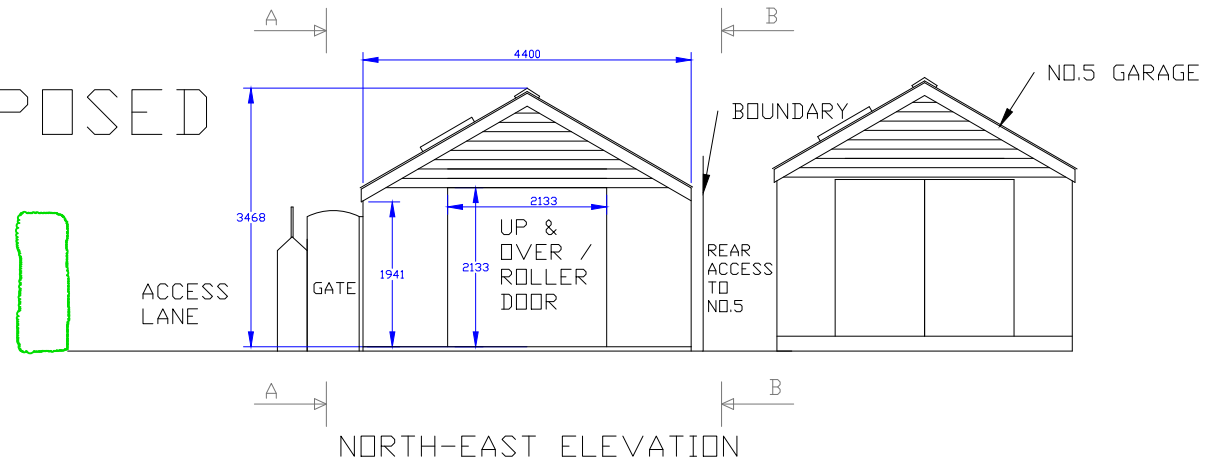 A
B
4400
NO.5 GARAGE
POSED
BOUNDARY
2133
3468
UP &
OVER /
ROLLER
DOOR
1941
2133
REAR
ACCESS
TO
NO.5
GATE
ACCESS
LANE
A
B
NORTH-EAST ELEVATION